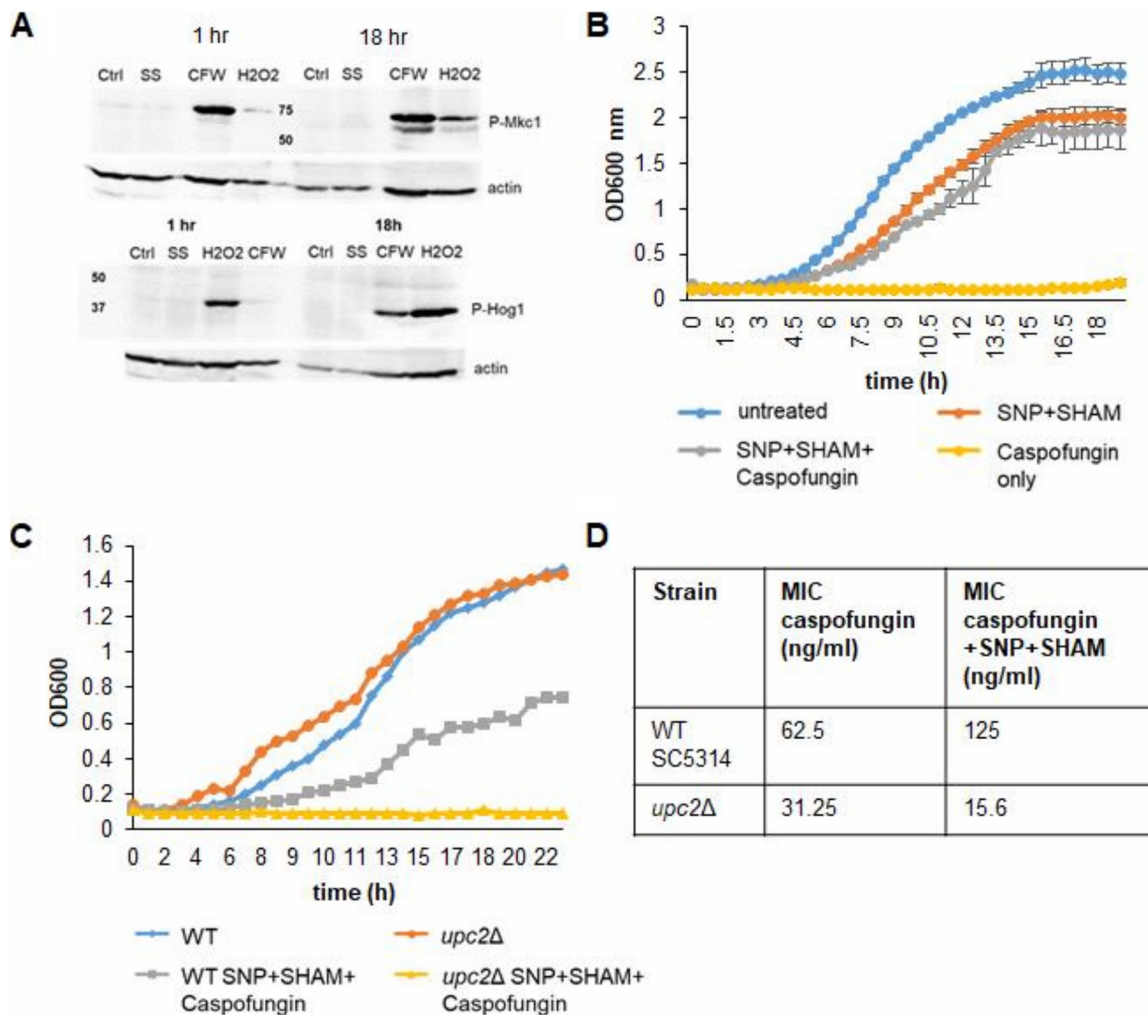 A
1 hr
18 hr
Ctrl SS CFW H2O2 Ctrl SS CFW H2O2
75
P-Mkc1
50
actin
1 hr
18h
Ctrl SS H2O2 CFW Ctrl SS CFW H2O2
50
37
P-Hog1
actin
B
OD600 nm
3
2.5
2
1.5
1
0.5
0
0 1.5 3 4.5 6 7.5 9 10.5 12 13.5 15 16.5 18
time (h)
untreated
SNP+SHAM
SNP+SHAM+
Caspofungin
Caspofungin
only
C
OD600
1.6
1.4
1.2
1
0.8
0.6
0.4
0.2
0
0 2 4 6 8 9 10 11 13 15 17 18 20 22
time (h)
WT
upc2Δ
WT SNP+SHAM+
Caspofungin
upc2Δ SNP+SHAM+
Caspofungin
D
Strain
MIC
caspofungin
(ng/ml)
MIC
caspofungin
+SNP+SHAM
(ng/ml)
WT
SC5314
62.5
125
upc2Δ
31.25
15.6